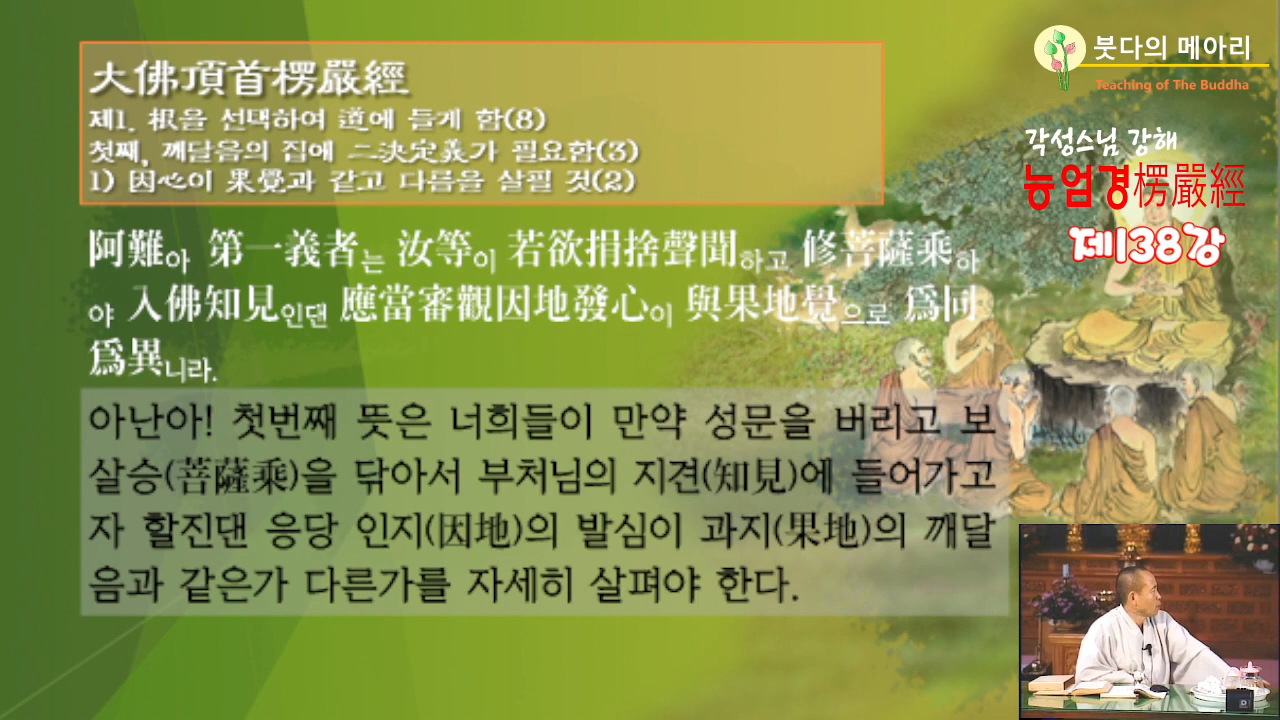 大佛頂首楞嚴經
제1. 根을 선택하여 道에 들게 함(8)
첫째, 깨달음의 집에 二決定義가 필요함(3)
1) 因心이 果覺과 같고 다름을 살필 것(2)
阿難아 第一義者는 汝等이 若欲捐捨聲聞하고 修菩薩乘하
야 入佛知見인댄 應當審觀因地發心이 與果地覺으로 爲同
爲異니라.
아난아! 첫번째 뜻은 너희들이 만약 성문을 버리고 보
살승(菩薩乘)을 닦아서 부처님의 지견(知見)에 들어가고
자 할진댄 응당 인지(因地)의 발심이 과지(果地)의 깨달
음과 같은가 다른가를 자세히 살펴야 한다.
붓다의 메아리
Teaching of The Buddha
각성스님 강해
능엄경楞嚴經
제138강